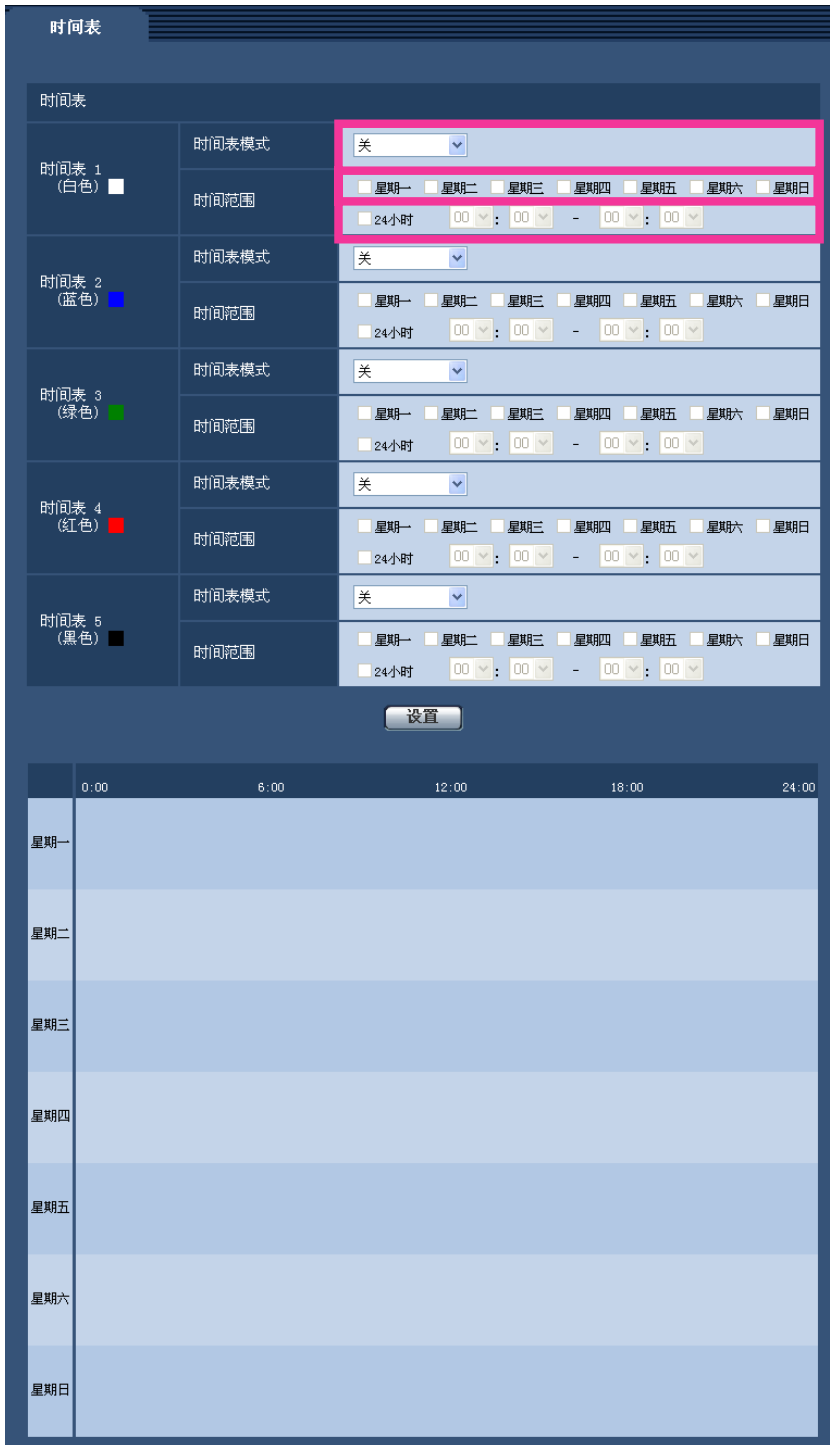 时间表
时间表
时间表 1
(白色)
时间表模式
关
时间范围
星期一 星期二 星期三 星期四 星期五 星期六 星期日
24小时 00 : 00 - 00 : 00
时间表 2
(蓝色)
时间表模式
关
时间范围
星期一 星期二 星期三 星期四 星期五 星期六 星期日
24小时 00 : 00 - 00 : 00
时间表 3
(绿色)
时间表模式
关
时间范围
星期一 星期二 星期三 星期四 星期五 星期六 星期日
24小时 00 : 00 - 00 : 00
时间表 4
(红色)
时间表模式
关
时间范围
星期一 星期二 星期三 星期四 星期五 星期六 星期日
24小时 00 : 00 - 00 : 00
时间表 5
(黑色)
时间表模式
关
时间范围
星期一 星期二 星期三 星期四 星期五 星期六 星期日
24小时 00 : 00 - 00 : 00
设置
0:00 6:00 12:00 18:00 24:00
星期一
星期二
星期三
星期四
星期五
星期六
星期日